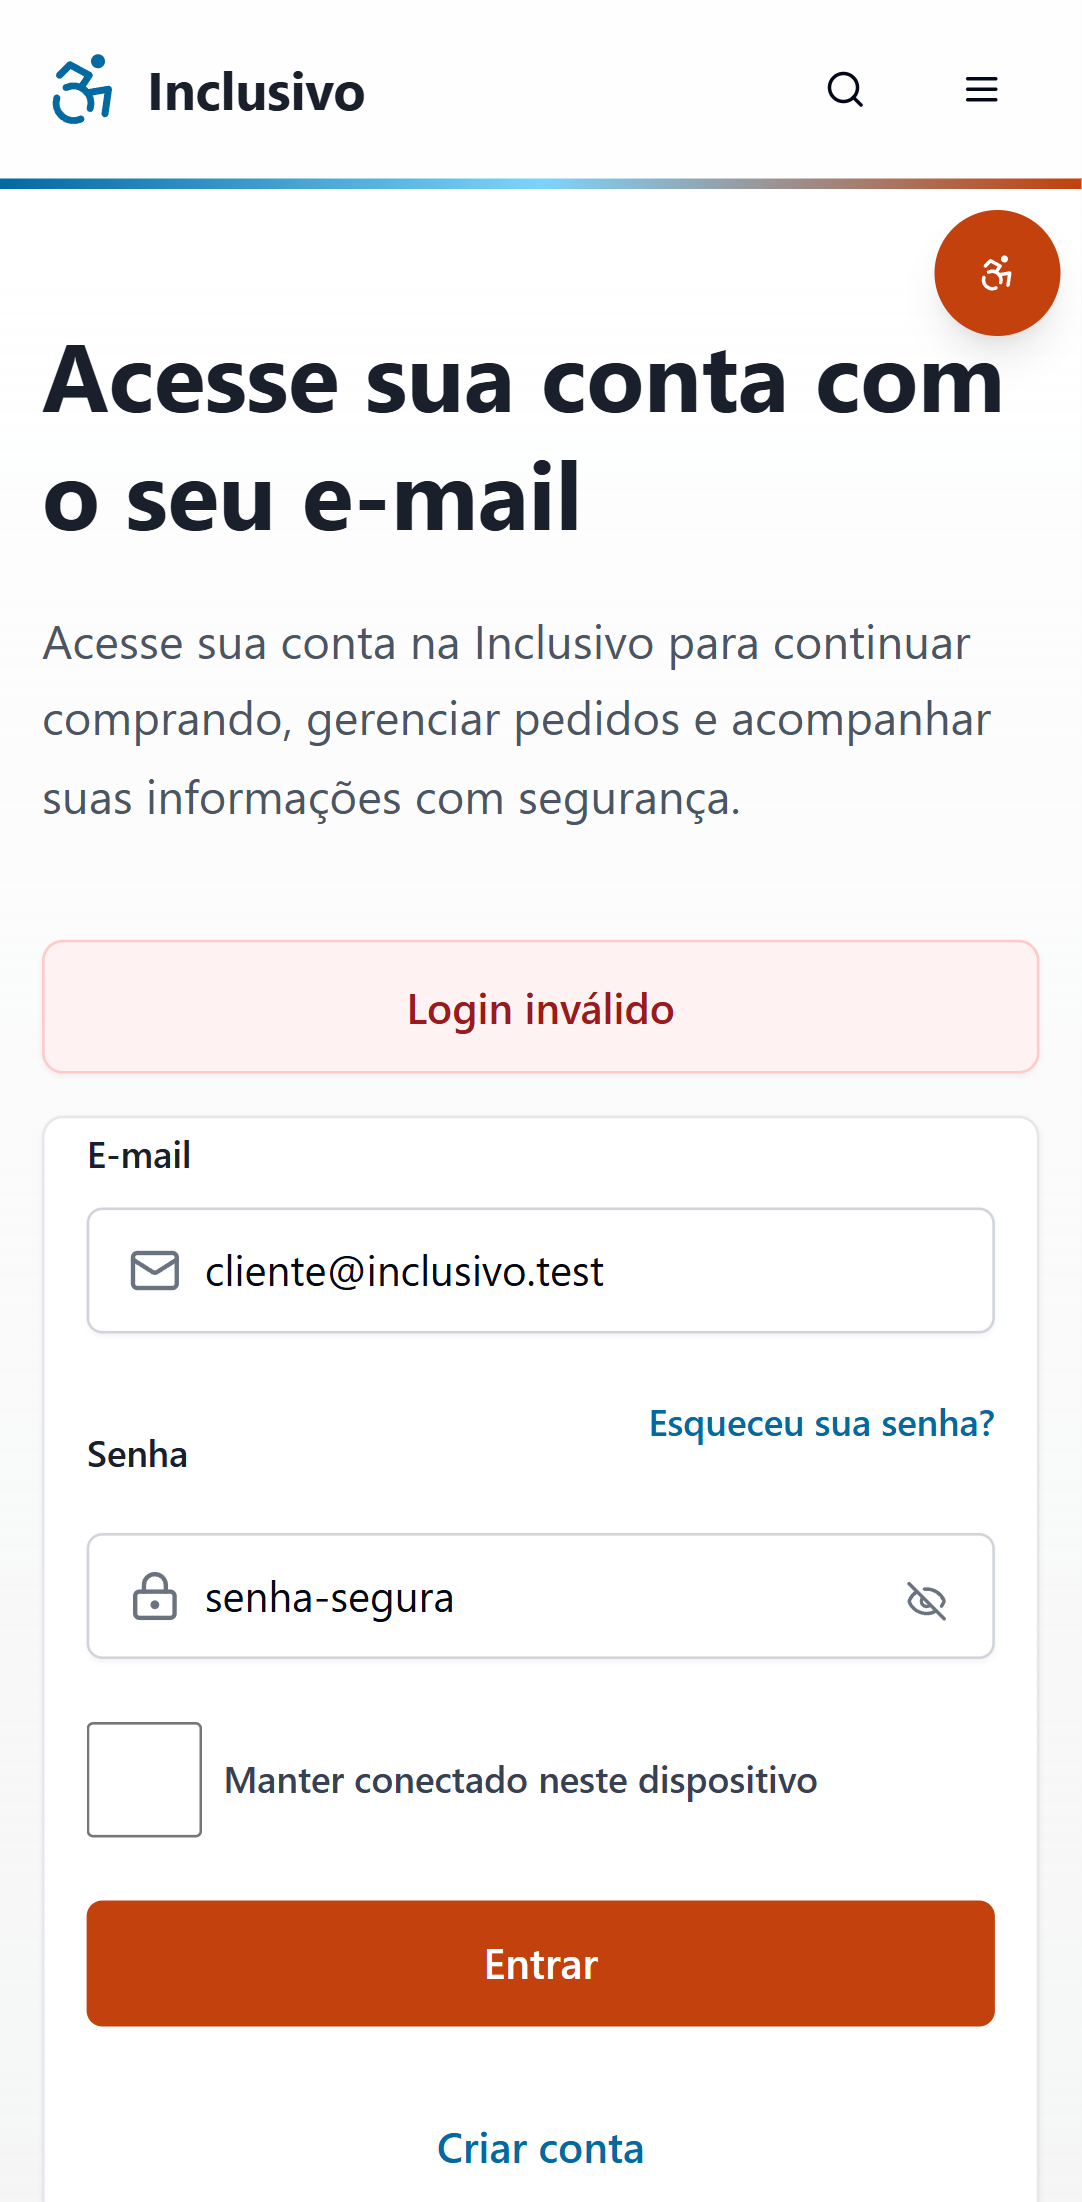 Inclusivo
Acesse sua conta com
o seu e-mail
Acesse sua conta na Inclusivo para continuar
comprando, gerenciar pedidos e acompanhar
suas informações com segurança.
Login inválido
E-mail
cliente@inclusivo.test
Esqueceu sua senha?
Senha
senha-segura
Manter conectado neste dispositivo
Entrar
Criar conta